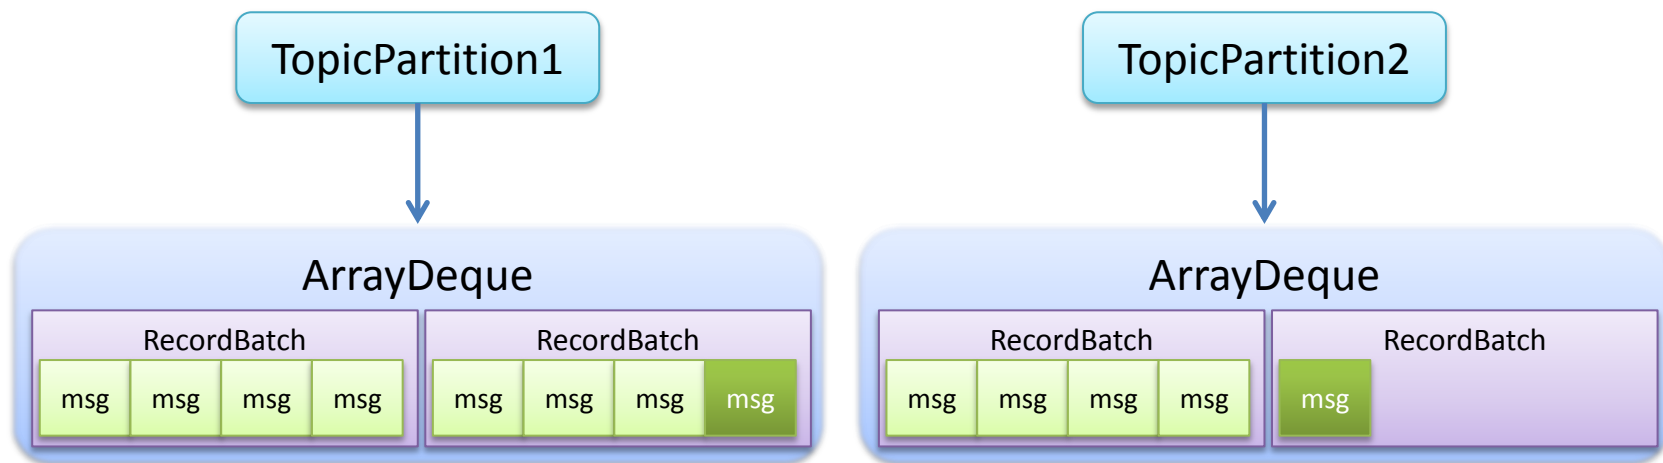 TopicPartition1
TopicPartition2
ArrayDeque
ArrayDeque
RecordBatch
RecordBatch
RecordBatch
RecordBatch
msg msg msg msg
msg msg msg msg
msg msg msg msg
msg